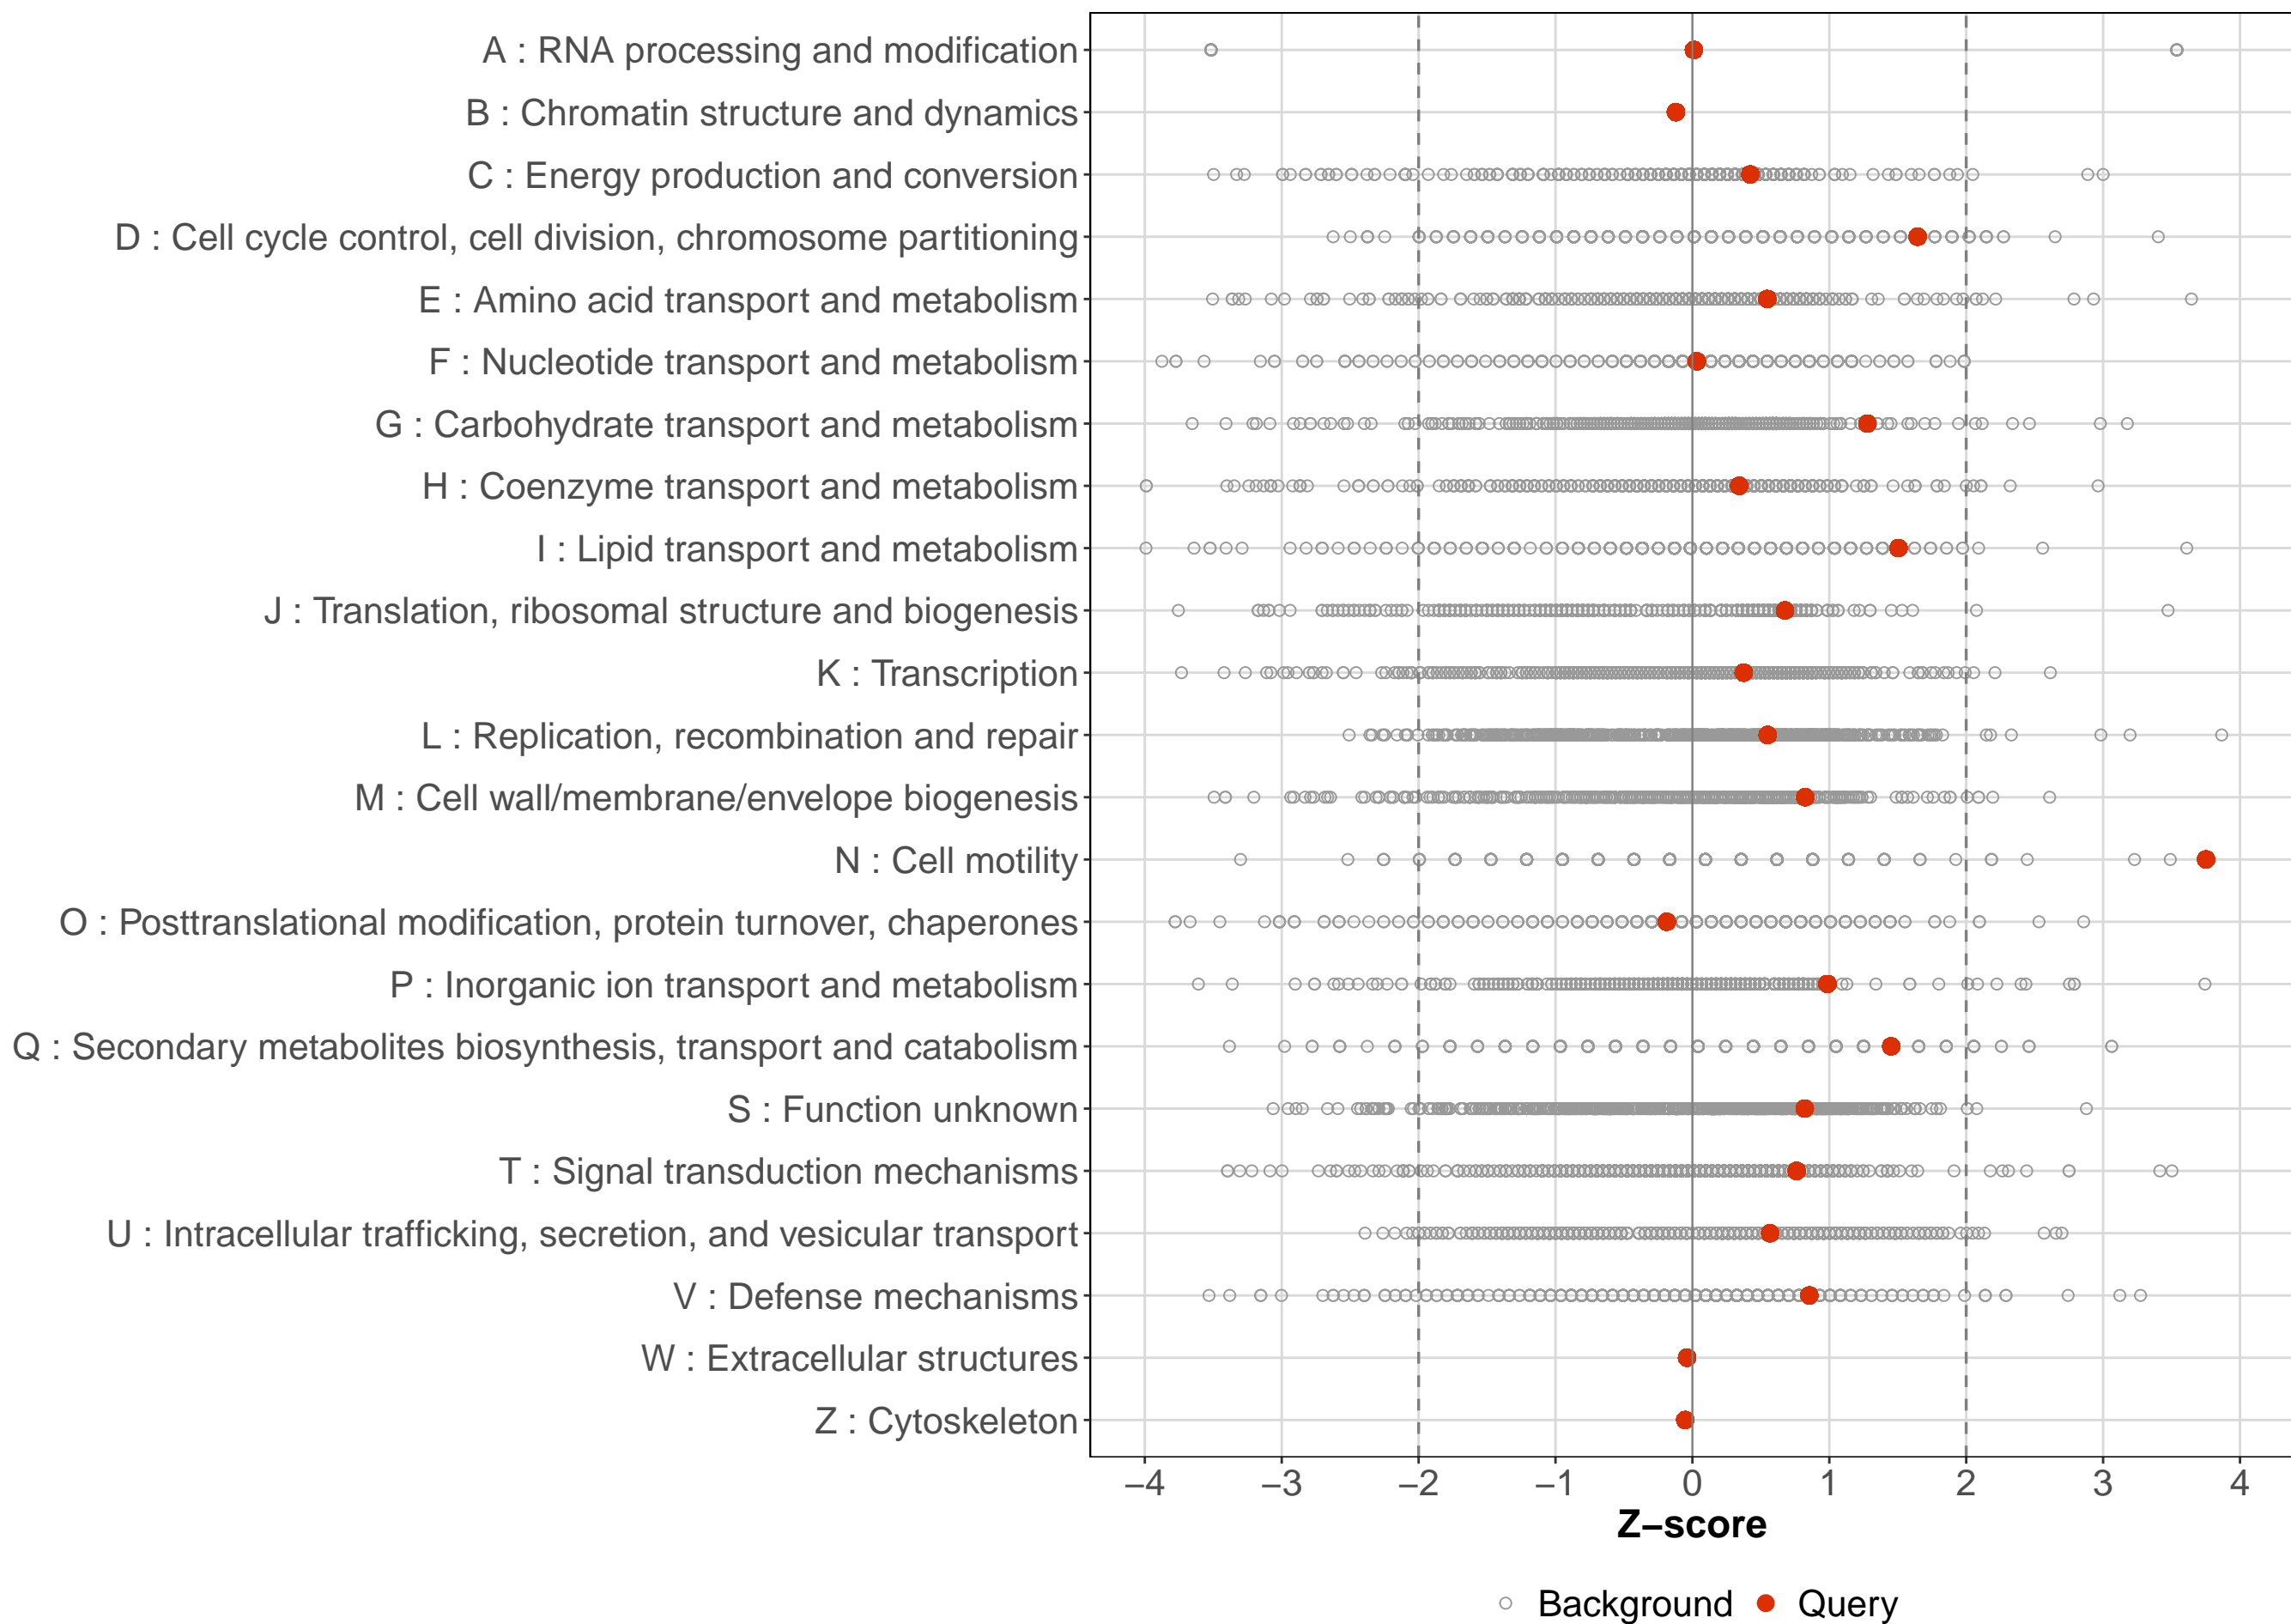 A : RNA processing and modification
B : Chromatin structure and dynamics
C : Energy production and conversion
D : Cell cycle control, cell division, chromosome partitioning
E : Amino acid transport and metabolism
F : Nucleotide transport and metabolism
G : Carbohydrate transport and metabolism
H : Coenzyme transport and metabolism
I : Lipid transport and metabolism
J : Translation, ribosomal structure and biogenesis
K : Transcription
L : Replication, recombination and repair
M : Cell wall/membrane/envelope biogenesis
N : Cell motility
O : Posttranslational modification, protein turnover, chaperones
P : Inorganic ion transport and metabolism
Q : Secondary metabolites biosynthesis, transport and catabolism
S : Function unknown
T : Signal transduction mechanisms
U : Intracellular trafficking, secretion, and vesicular transport
V : Defense mechanisms
W : Extracellular structures
Z : Cytoskeleton
−4 −3 −2 −1 0 1 2 3 4
Z−score
Background Query